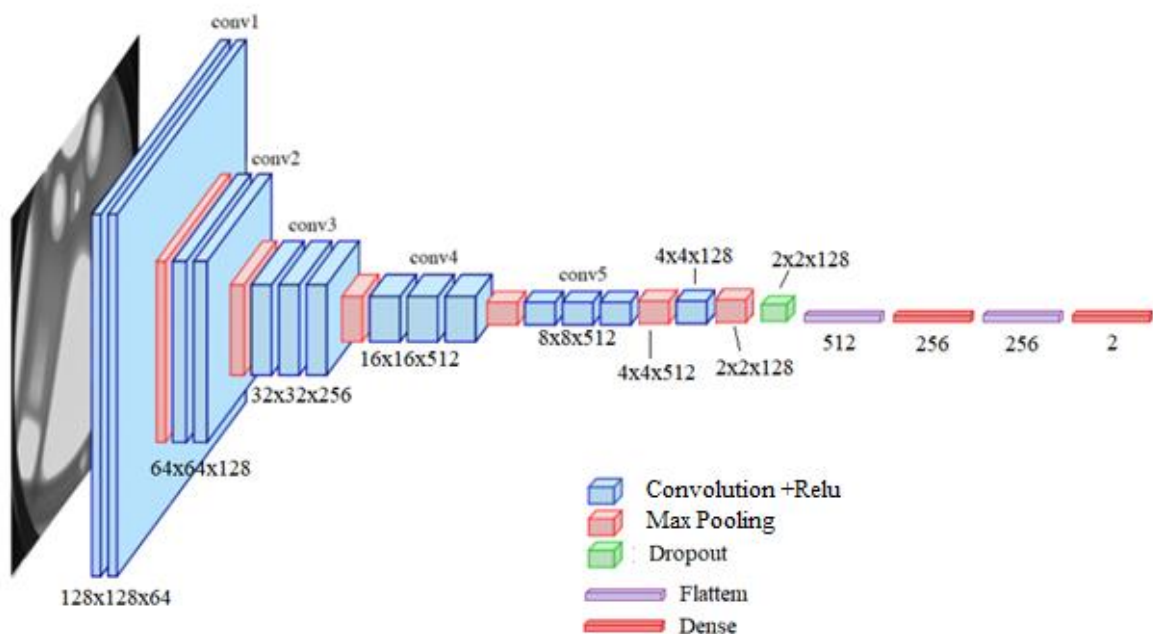 conv1
conv2
conv3
conv4
conv5
4x4x128
2x2x128
128x128x64
64x64x128
32x32x256
16x16x512
8x8x512
4x4x512
2x2x128
512
256
256
2
Convolution +Relu
Max Pooling
: Dropout
Flattem
Dense